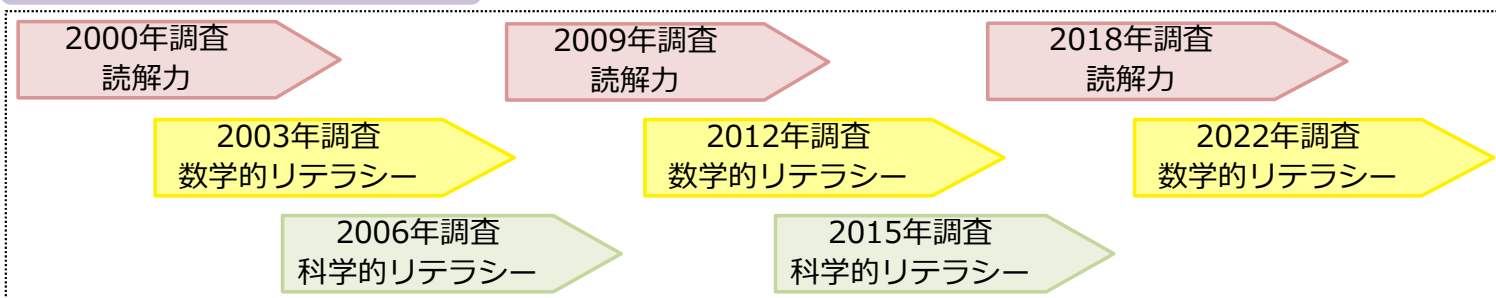 2000年調査
読解力
2009年調査
読解力
2018年調査
読解力
2003年調査
数学的リテラシー
2012年調査
数学的リテラシー
2022年調査
数学的リテラシー
2006年調査
科学的リテラシー
2015年調査
科学的リテラシー